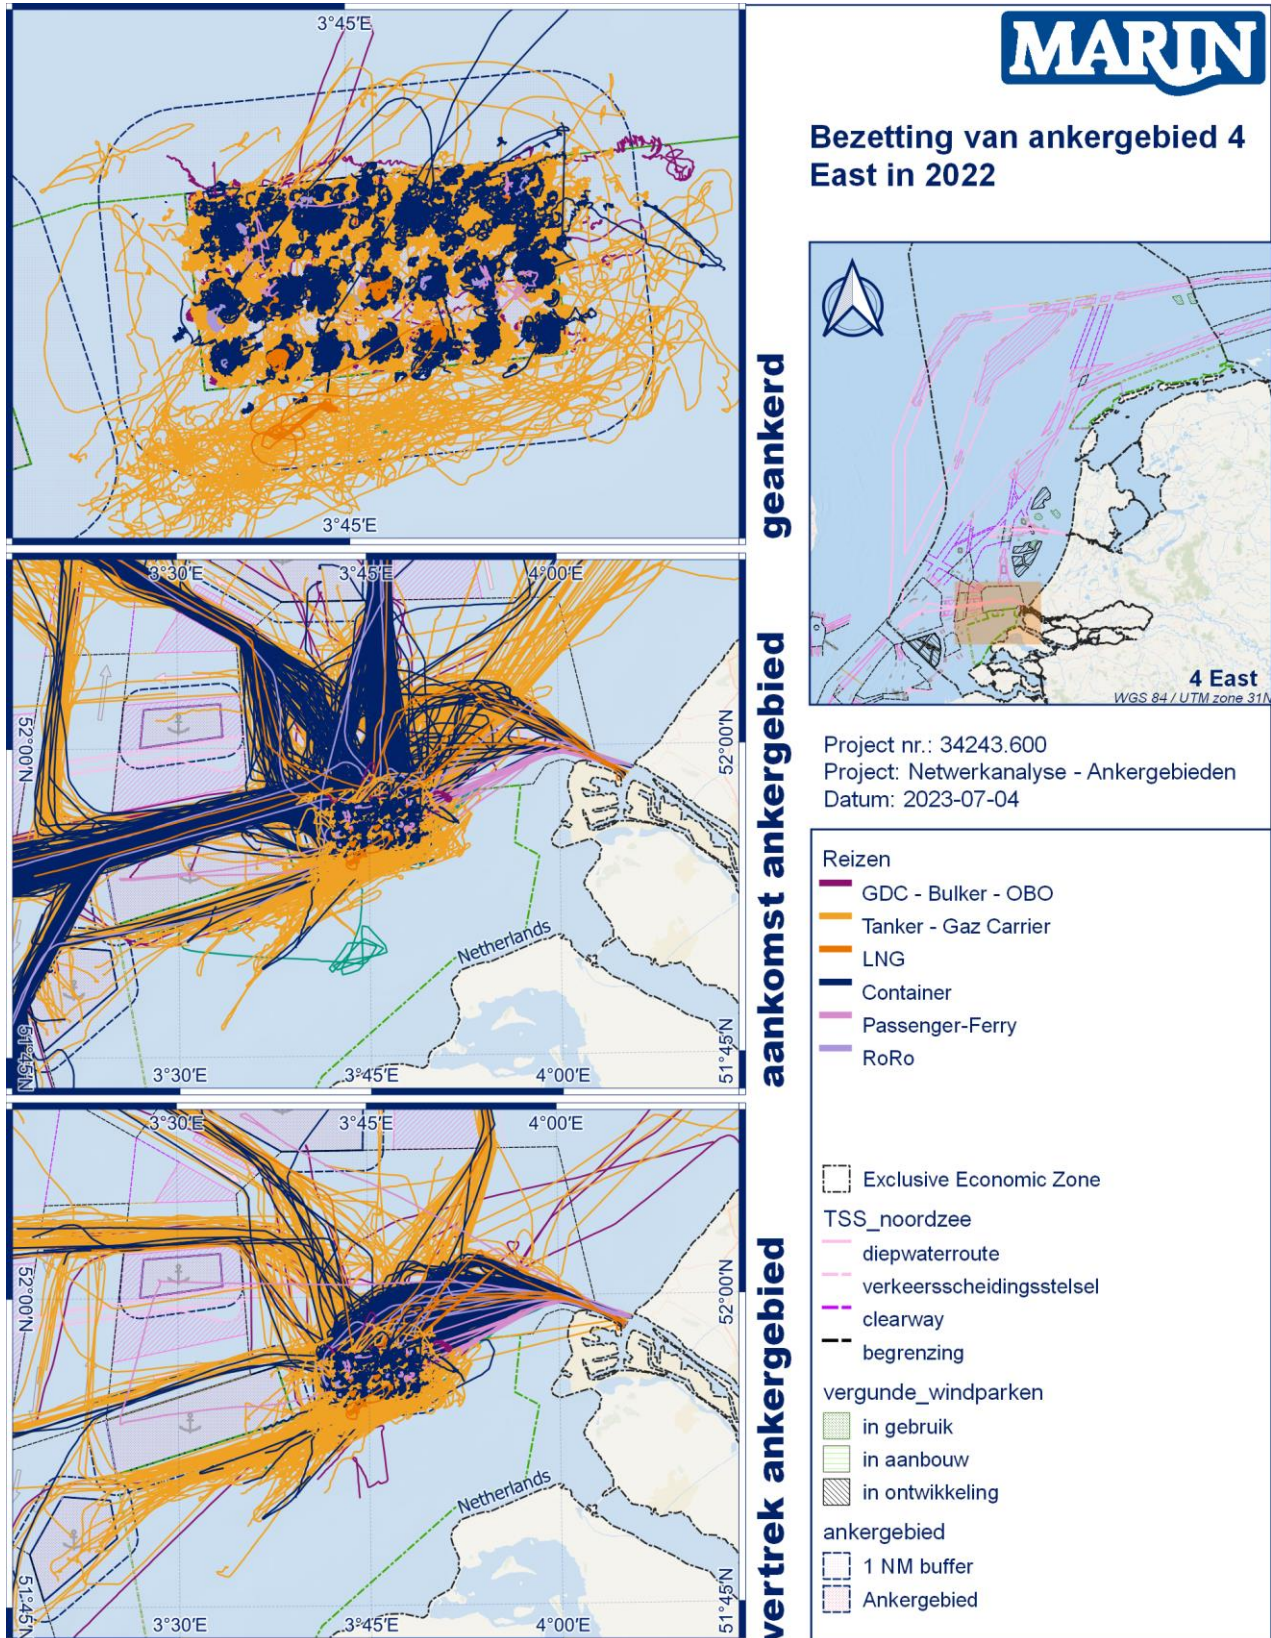 MARIN
Bezetting van ankergebied 4
East in 2022
3°45'E
3°45'E
geankerd
4 East
WGS 84 / UTM zone 31N
3°30'E
3°45'E
4°00'E
52°00'N
52°00'N
Netherlands
51°45'N
51°45'N
3°30'E
3°45'E
4°00'E
aankomst ankergebied
Project nr.: 34243.600
Project: Netwerkanalyse - Ankergebieden
Datum: 2023-07-04
Reizen
GDC - Bulker - OBO
Tanker - Gaz Carrier
LNG
Container
Passenger-Ferry
RoRo
3°30'E
3°45'E
4°00'E
52°00'N
52°00'N
Netherlands
51°45'N
51°45'N
3°30'E
3°45'E
4°00'E
vertrek ankergebied
Exclusive Economic Zone
TSS_noordzee
diepwaterroute
verkeersscheidingsstelsel
clearway
begrenzing
vergunde_windparken
in gebruik
in aanbouw
in ontwikkeling
ankergebied
1 NM buffer
Ankergebied